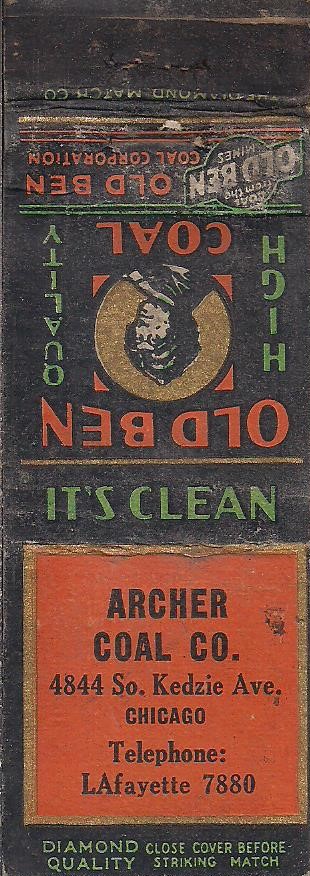 THE DIAMOND MATCH CO
IT'S CLEAN
OLD BEN
HIGH QUALITY
COAL
OLD BEN
COAL CORPORATION
COAL
from the
OLD BEN
MINES
ARCHER
COAL CO.
4844 So. Kedzie Ave.
CHICAGO
Telephone:
LAfayette 7880
DIAMOND QUALITY
CLOSE COVER BEFORE
STRIKING MATCH